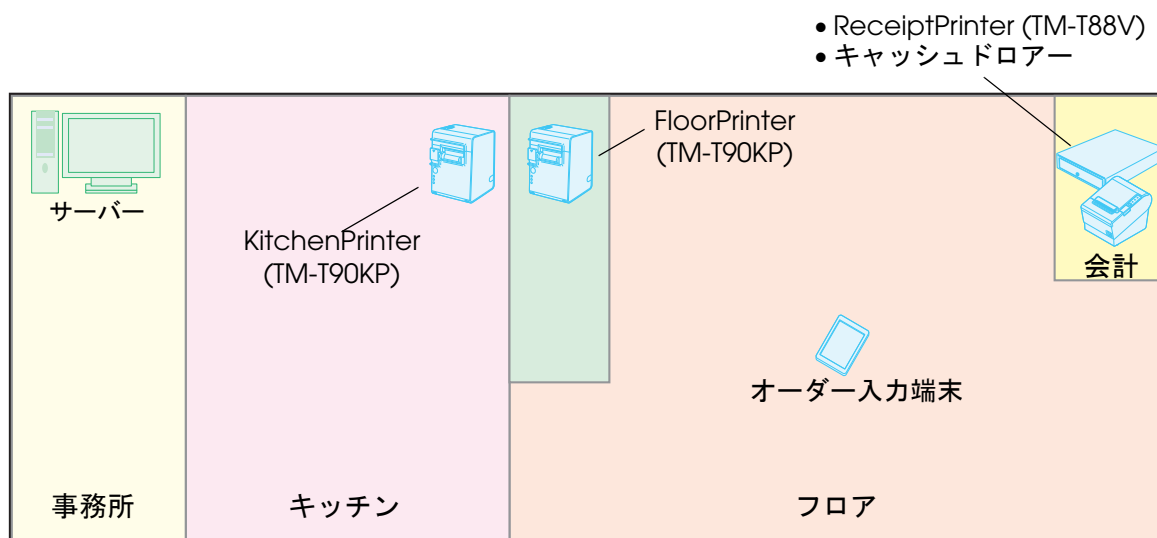 • ReceiptPrinter (TM-T88V)
• キャッシュドロアー
FloorPrinter
(TM-T90KP)
サーバー
KitchenPrinter
(TM-T90KP)
会計
オーダー入力端末
事務所
キッチン
フロア